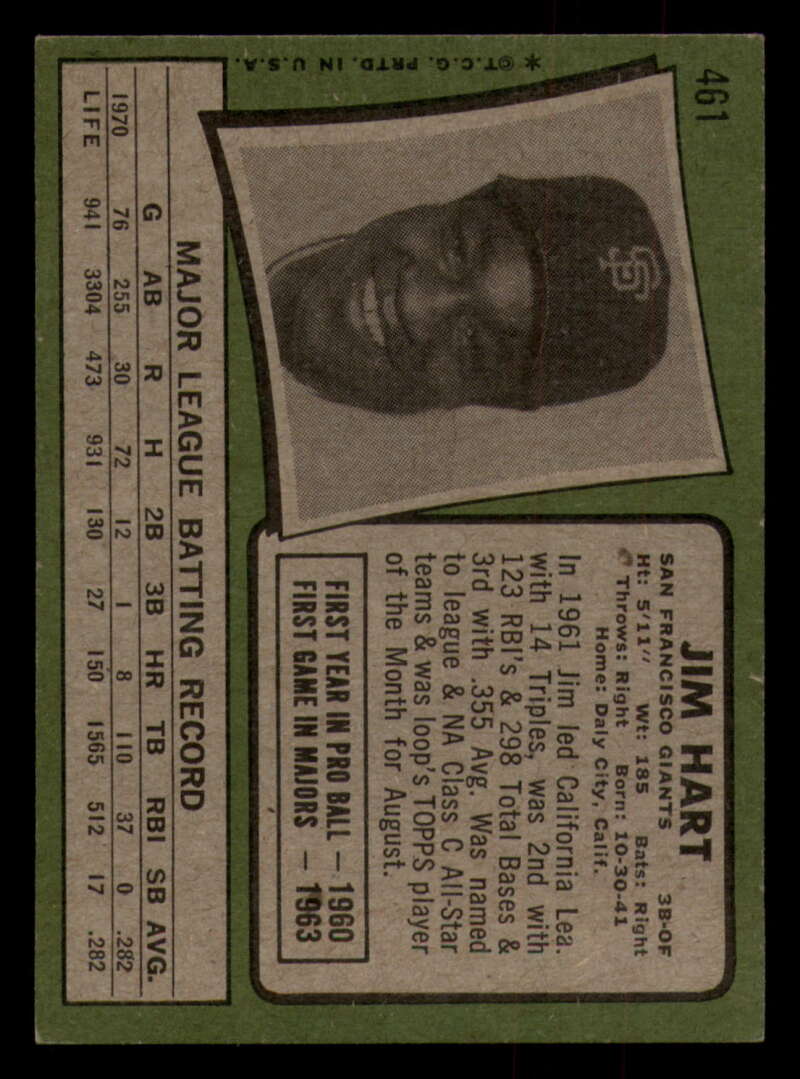 461
JIM HART
SAN FRANCISCO GIANTS 3B-OF
Ht: 5'11" Wt: 185 Bats: Right
Throws: Right Born: 10-30-41
Home: Daly City, Calif.
In 1961 Jim led California Lea.
with 14 Triples, was 2nd with
123 RBI's & 298 Total Bases &
3rd with .355 Avg. Was named
to league & NA Class C All-Star
teams & was loop's TOPPS player
of the Month for August.
FIRST YEAR IN PRO BALL — 1960
FIRST GAME IN MAJORS — 1963
SF
MAJOR LEAGUE BATTING RECORD
G AB R H 2B 3B HR TB RBI SB AVG.
1970 76 255 30 72 12 1 8 110 37 0 .282
LIFE 941 3304 473 931 130 27 150 1565 512 17 .282
* ©T.C.G. PRTD. IN U.S.A.